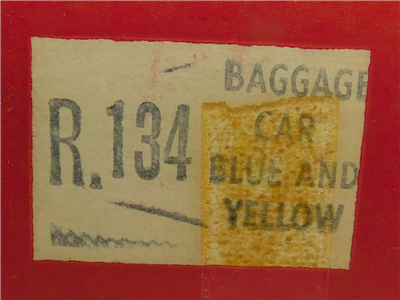 R.134
BAGGAGE
CAR
BLUE AND
YELLOW